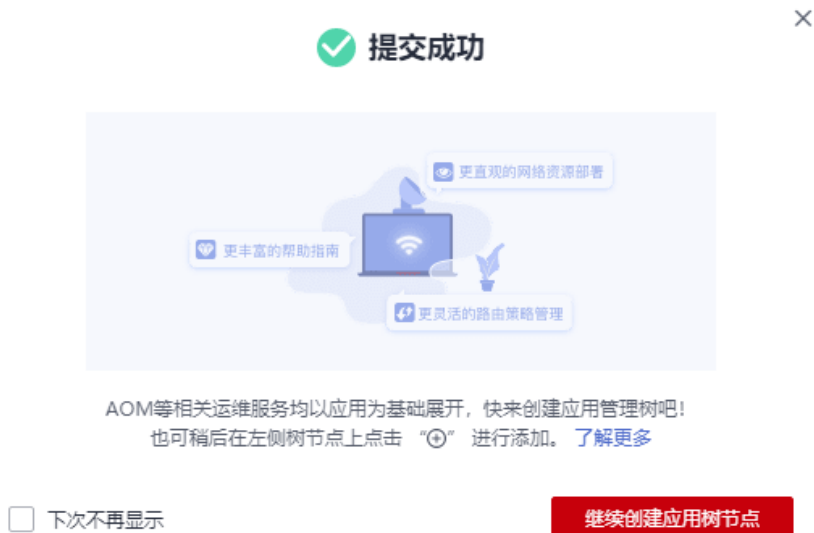 提交成功
更直观的网络资源部署
更丰富的帮助指南
更灵活的路由策略管理
AOM等相关运维服务均以应用为基础展开，快来创建应用管理树吧！
也可稍后在左侧树节点上点击 “⊕” 进行添加。 了解更多
下次不再显示
继续创建应用树节点